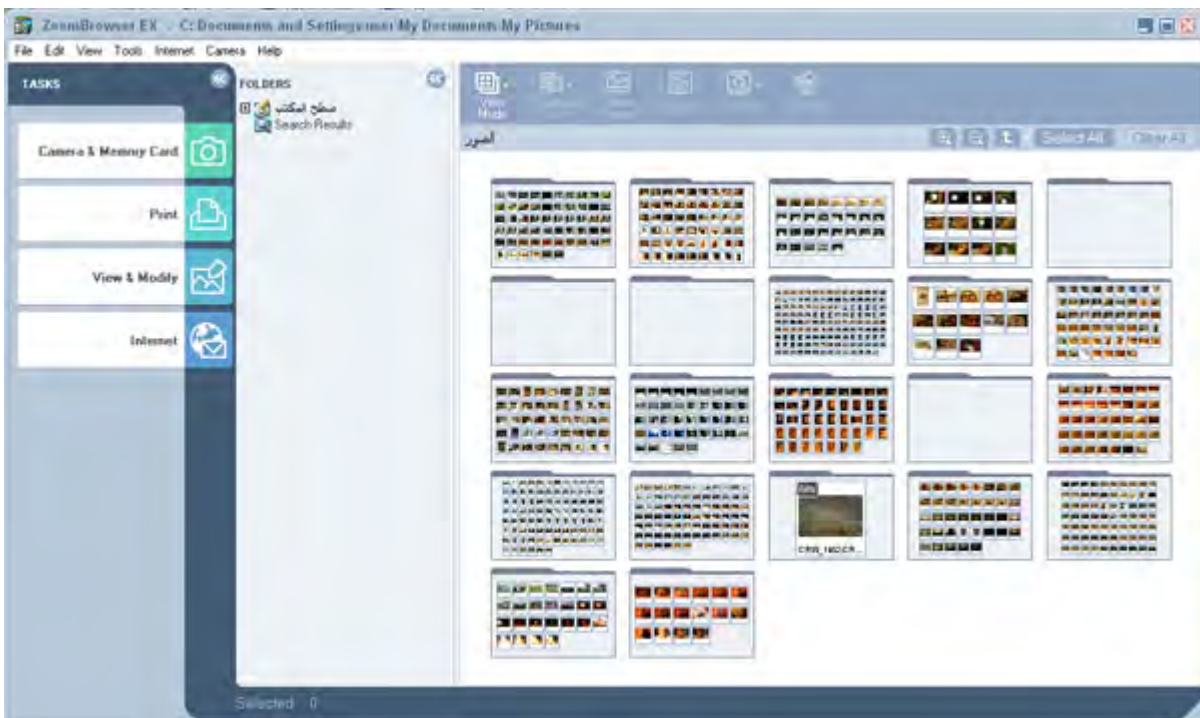 ZoomBrowser EX - C: Documents and Settings user My Documents My Pictures
File Edit View Tools Internet Camera Help
TASKS
FOLDERS
سطح المكتب
Search Results
Camera & Memory Card
Print
View & Modify
Internet
View
Mode
الصور
Select All
Clear All
Selected 0